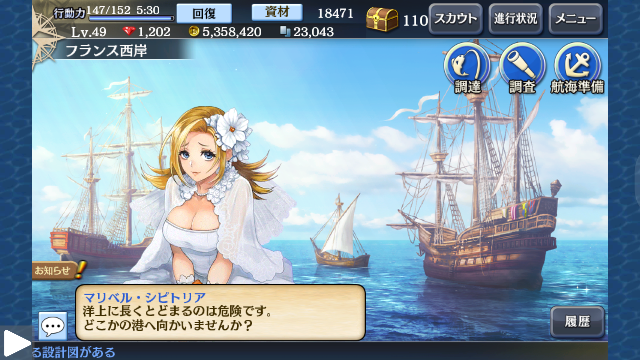 行動力 147/152 5:30 回復 資材 18471 110 スカウト 進行状況 メニュー
Lv.49 1,202 5,358,420 23,043
フランス西岸
調達 調査 航海準備
お知らせ
マリベル・シビトリア
洋上に長くとどまるのは危険です。
どこかの港へ向かいませんか?
履歴
る設計図がある